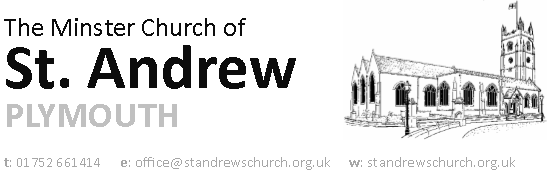 The Minster Church of
St. Andrew
PLYMOUTH
t: 01752 661414 e: office@standrewschurch.org.uk w: standrewschurch.org.uk